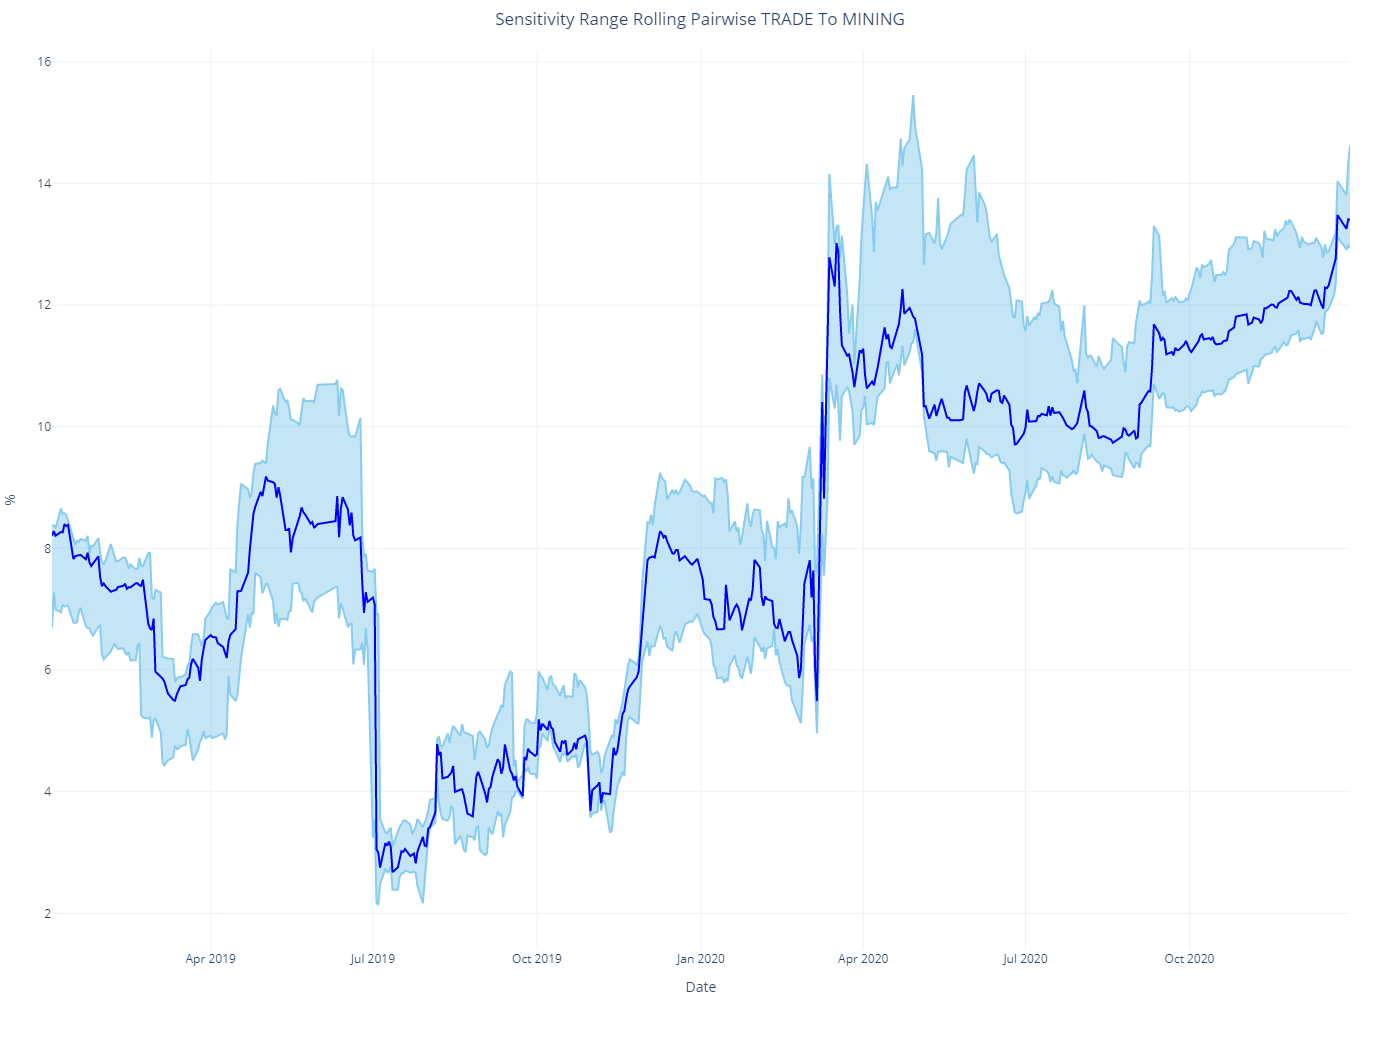 Sensitivity Range Rolling Pairwise TRADE To MINING
16
14
12
10
8
6
4
2
%
Apr 2019
Jul 2019
Oct 2019
Jan 2020
Apr 2020
Jul 2020
Oct 2020
Date